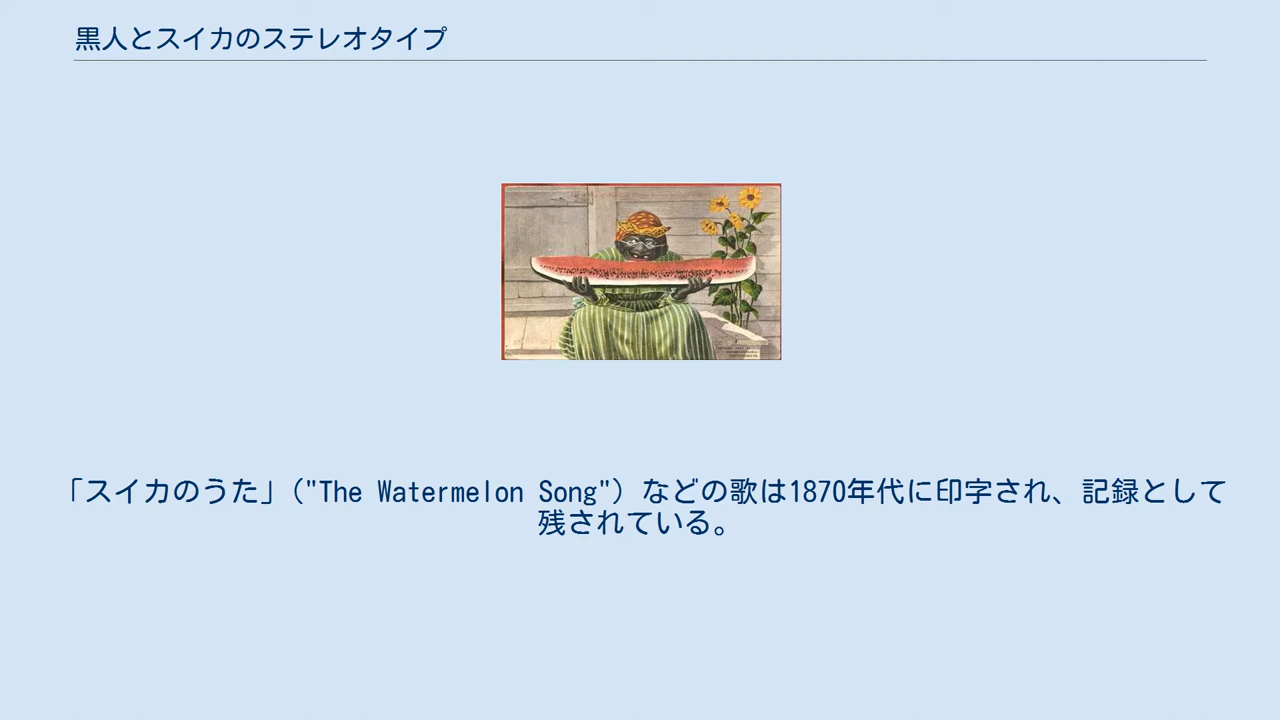 黒人とスイカのステレオタイプ
「スイカのうた」("The Watermelon Song") などの歌は1870年代に印字され、記録として
残されている。